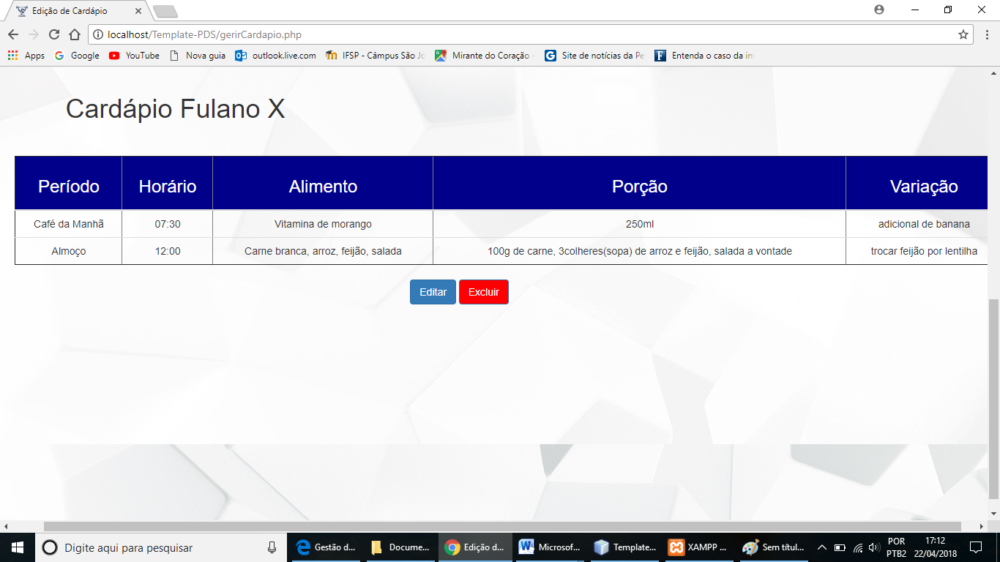 Edição de Cardápio
localhost/Template-PDS/gerirCardapio.php
Apps Google YouTube Nova guia outlook.live.com IFSP - Câmpus São Jo Mirante do Coração - Site de notícias da Pe Entenda o caso da in
Cardápio Fulano X
Período Horário Alimento Porção Variação
Café da Manhã 07:30 Vitamina de morango 250ml adicional de banana
Almoço 12:00 Carne branca, arroz, feijão, salada 100g de carne, 3colheres(sopa) de arroz e feijão, salada a vontade trocar feijão por lentilha
Editar Excluir
Digite aqui para pesquisar Gestão d... Docume... Edição d... Microsof... Template... XAMPP ... Sem títul... POR 17:12
PTB2 22/04/2018